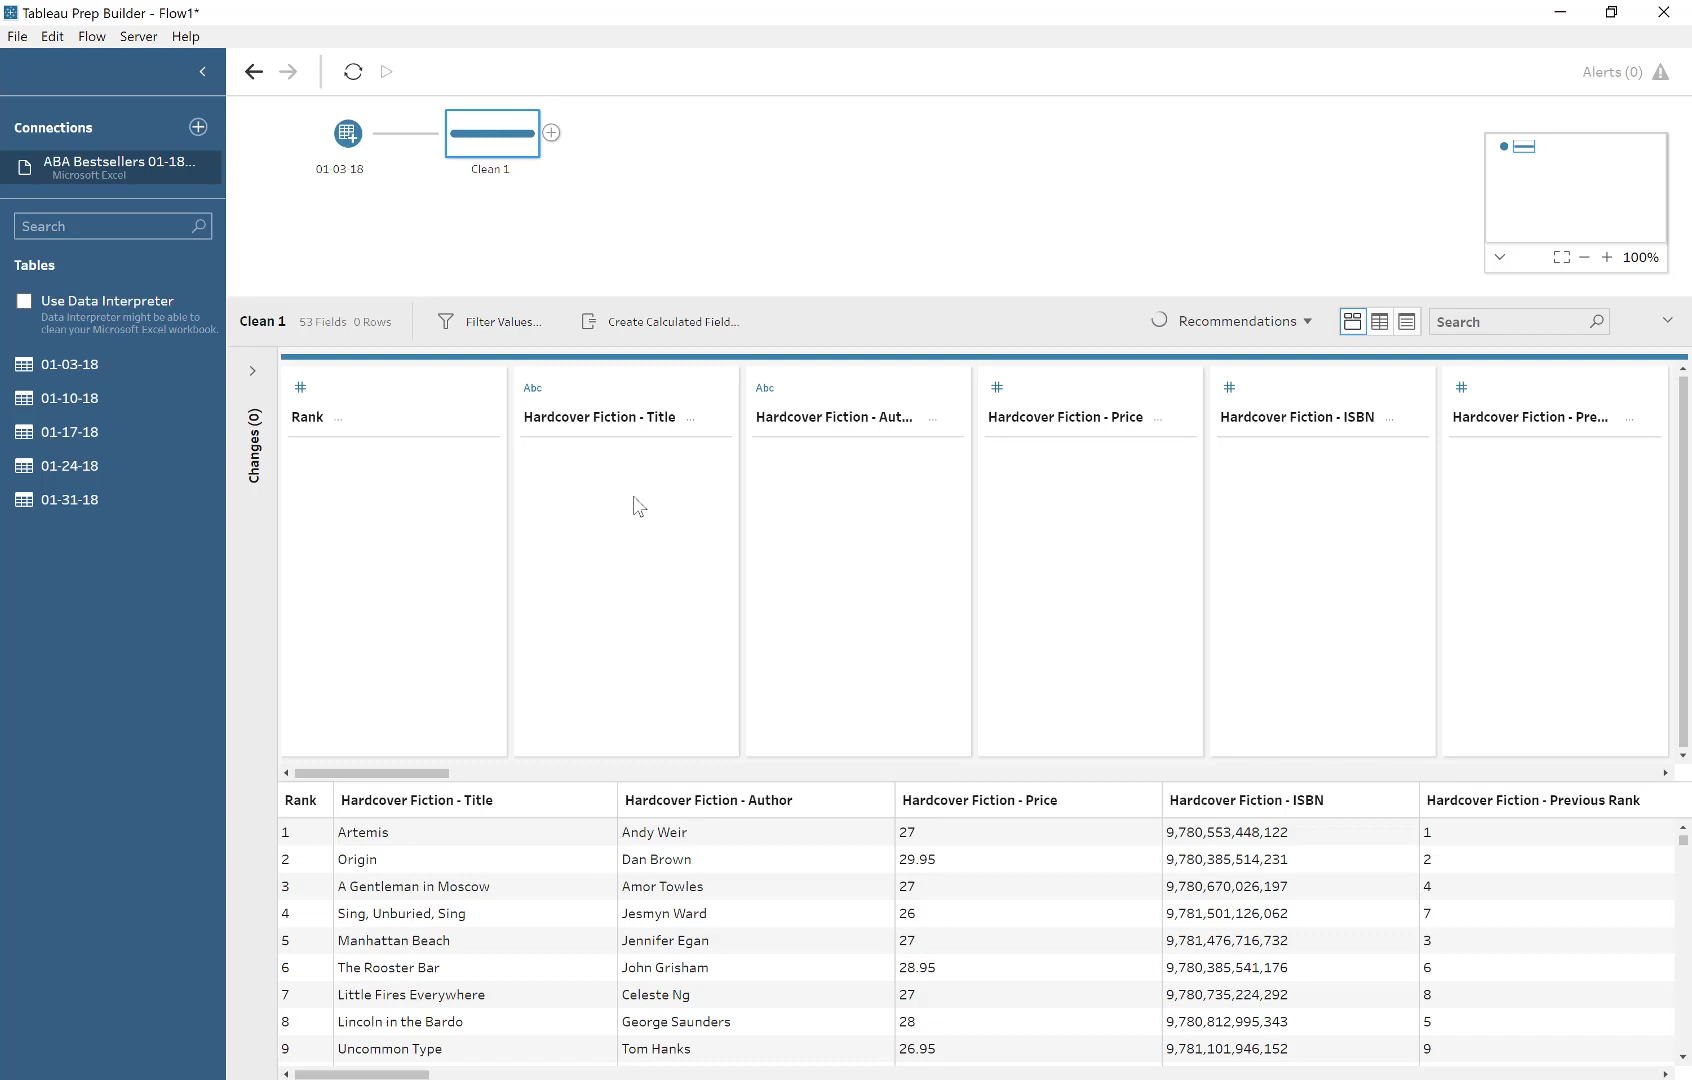 Tableau Prep Builder - Flow1*
File Edit Flow Server Help
Alerts (0)
Connections
ABA Bestsellers 01-18...
Microsoft Excel
01-03-18
Clean 1
100%
Search
Tables
Use Data Interpreter
Data Interpreter might be able to
clean your Microsoft Excel workbook.
01-03-18
01-10-18
01-17-18
01-24-18
01-31-18
Clean 1 53 Fields 0 Rows Filter Values... Create Calculated Field... Recommendations Search
Changes (0)
# Abc Abc # # #
Rank ... Hardcover Fiction - Title ... Hardcover Fiction - Aut... ... Hardcover Fiction - Price ... Hardcover Fiction - ISBN ... Hardcover Fiction - Pre... ...
Rank Hardcover Fiction - Title Hardcover Fiction - Author Hardcover Fiction - Price Hardcover Fiction - ISBN Hardcover Fiction - Previous Rank
1 Artemis Andy Weir 27 9,780,553,448,122 1
2 Origin Dan Brown 29.95 9,780,385,514,231 2
3 A Gentleman in Moscow Amor Towles 27 9,780,670,026,197 4
4 Sing, Unburied, Sing Jesmyn Ward 26 9,781,501,126,062 7
5 Manhattan Beach Jennifer Egan 27 9,781,476,716,732 3
6 The Rooster Bar John Grisham 28.95 9,780,385,541,176 6
7 Little Fires Everywhere Celeste Ng 27 9,780,735,224,292 8
8 Lincoln in the Bardo George Saunders 28 9,780,812,995,343 5
9 Uncommon Type Tom Hanks 26.95 9,781,101,946,152 9